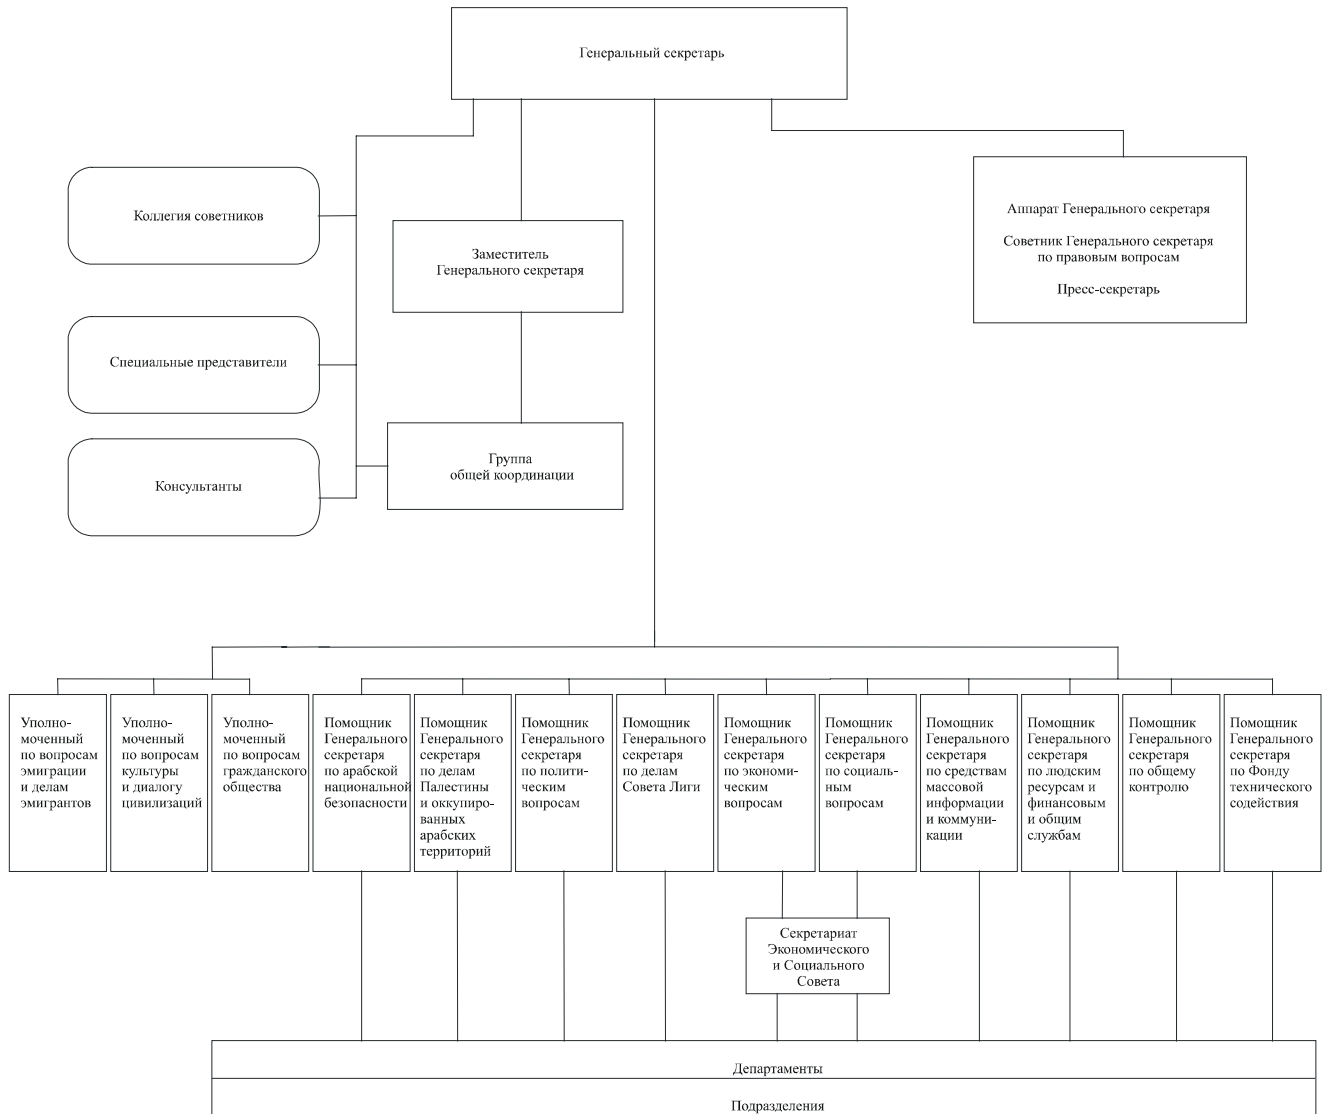 Генеральный секретарь
Коллегия советников
Заместитель
Генерального секретаря
Аппарат Генерального секретаря
Советник Генерального секретаря
по правовым вопросам
Пресс-секретарь
Специальные представители
Группа
общей координации
Консультанты
Уполно-
моченный
по вопросам
эмиграции
и делам
эмигрантов
Уполно-
моченный
по вопросам
культуры
и диалогу
цивилизаций
Уполно-
моченный
по вопросам
гражданского
общества
Помощник
Генерального
секретаря
по арабской
национальной
безопасности
Помощник
Генерального
секретаря
по делам
Палестины
и оккупиро-
ванных
арабских
территорий
Помощник
Генерального
секретаря
по полити-
ческим
вопросам
Помощник
Генерального
секретаря
по делам
Совета Лиги
Помощник
Генерального
секретаря
по экономи-
ческим
вопросам
Помощник
Генерального
секретаря
по социаль-
ным
вопросам
Помощник
Генерального
секретаря
по средствам
массовой
информации
и коммуни-
кации
Помощник
Генерального
секретаря
по людским
ресурсам и
финансовым
и общим
службам
Помощник
Генерального
секретаря
по общему
контролю
Помощник
Генерального
секретаря
по Фонду
технического
содействия
Секретариат
Экономического
и Социального
Совета
Департаменты
Подразделения